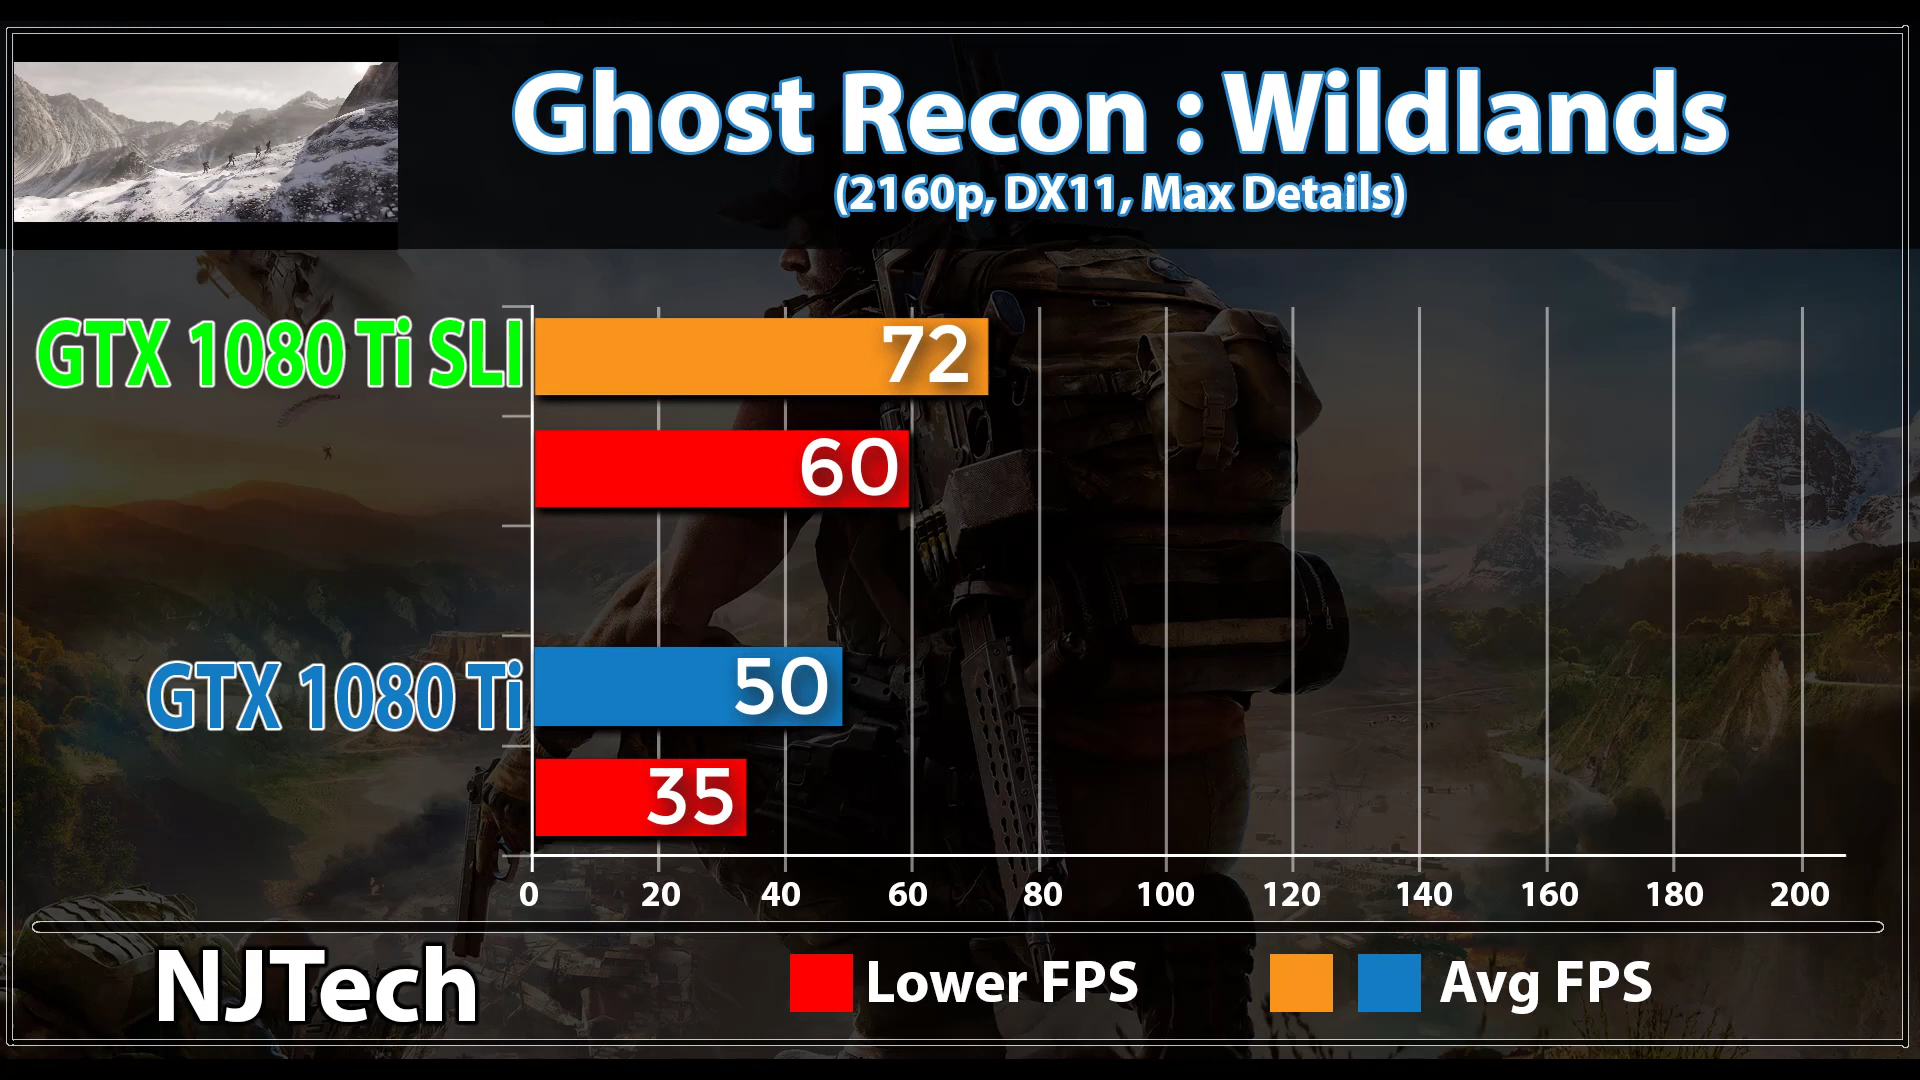 Ghost Recon : Wildlands
(2160p, DX11, Max Details)
GTX 1080 Ti SLI
72
60
GTX 1080 Ti
50
35
0 20 40 60 80 100 120 140 160 180 200
NJTech
Lower FPS
Avg FPS